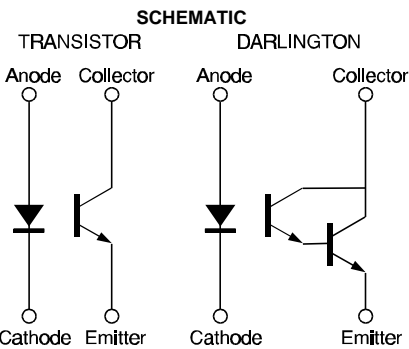 SCHEMATIC
TRANSISTOR DARLINGTON
Anode Collector Anode Collector
Cathode Emitter Cathode Emitter